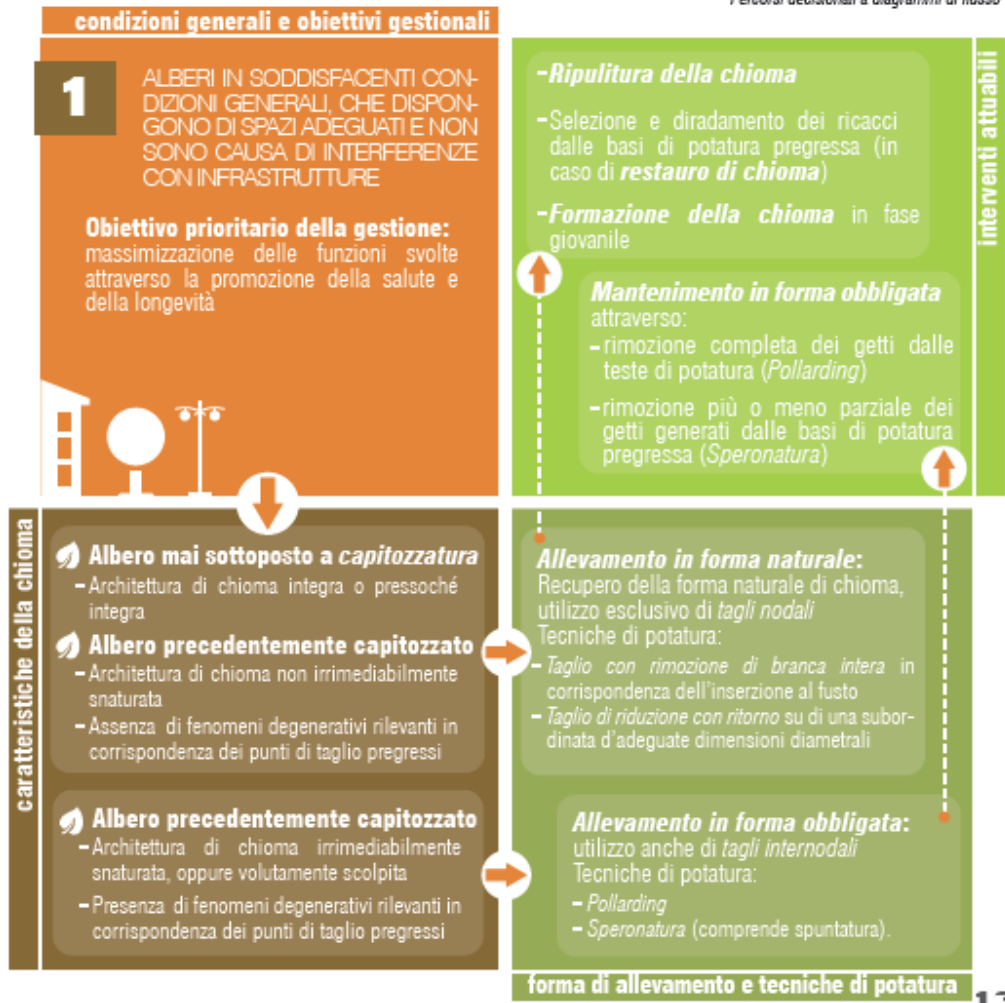 Percorsi decisionali a diagrammi di flusso
condizioni generali e obiettivi gestionali
1
ALBERI IN SODDISFACENTI CON-
DIZIONI GENERALI, CHE DISPON-
GONO DI SPAZI ADEGUATI E NON
SONO CAUSA DI INTERFERENZE
CON INFRASTRUTTURE
Obiettivo prioritario della gestione:
massimizzazione delle funzioni svolte
attraverso la promozione della salute e
della longevità
-Ripulitura della chioma
-Selezione e diradamento dei ricacci
dalle basi di potatura pregressa (in
caso di restauro di chioma)
-Formazione della chioma in fase
giovanile
Mantenimento in forma obbligata
attraverso:
-rimozione completa dei getti dalle
teste di potatura (Pollarding)
-rimozione più o meno parziale dei
getti generati dalle basi di potatura
pregressa (Speronatura)
interventi attuabili
caratteristiche della chioma
Albero mai sottoposto a capitozzatura
-Architettura di chioma integra o pressoché
integra
Albero precedentemente capitozzato
-Architettura di chioma non irrimediabilmente
snaturata
-Assenza di fenomeni degenerativi rilevanti in
corrispondenza dei punti di taglio pregressi
Albero precedentemente capitozzato
-Architettura di chioma irrimediabilmente
snaturata, oppure volutamente scolpita
-Presenza di fenomeni degenerativi rilevanti in
corrispondenza dei punti di taglio pregressi
Allevamento in forma naturale:
Recupero della forma naturale di chioma,
utilizzo esclusivo di tagli nodali
Tecniche di potatura:
-Taglio con rimozione di branca intera in
corrispondenza dell'inserzione al fusto
-Taglio di riduzione con ritorno su di una subor-
dinata d'adeguate dimensioni diametrali
Allevamento in forma obbligata:
utilizzo anche di tagli internodali
Tecniche di potatura:
- Pollarding
- Speronatura (comprende spuntatura).
forma di allevamento e tecniche di potatura